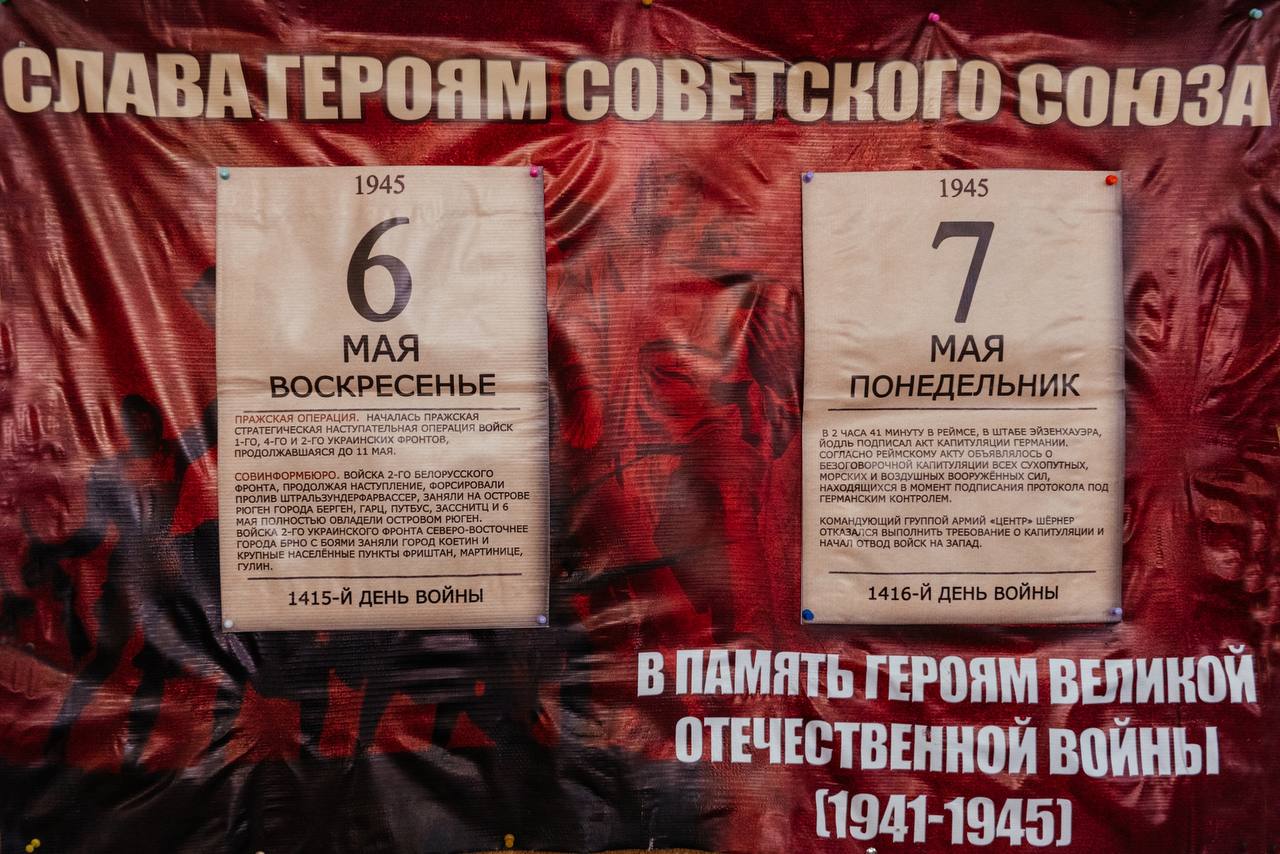 СЛАВА ГЕРОЯМ СОВЕТСКОГО СОЮЗА
1945
6
МАЯ
ВОСКРЕСЕНЬЕ
ПРАЖСКАЯ ОПЕРАЦИЯ. НАЧАЛАСЬ ПРАЖСКАЯ
СТРАТЕГИЧЕСКАЯ НАСТУПАТЕЛЬНАЯ ОПЕРАЦИЯ ВОЙСК
1-ГО, 4-ГО И 2-ГО УКРАИНСКИХ ФРОНТОВ,
ПРОДОЛЖАВШАЯСЯ ДО 11 МАЯ.
СОВИНФОРМБЮРО. ВОЙСКА 2-ГО БЕЛОРУССКОГО
ФРОНТА, ПРОДОЛЖАЯ НАСТУПЛЕНИЕ, ФОРСИРОВАЛИ
ПРОЛИВ ШТРАЛЬЗУНДЕРФАРВАССЕР, ЗАНЯЛИ НА ОСТРОВЕ
РЮГЕН ГОРОДА БЕРГЕН, ГАРЦ, ПУТБУС, ЗАССНИТЦ И 6
МАЯ ПОЛНОСТЬЮ ОВЛАДЕЛИ ОСТРОВОМ РЮГЕН.
ВОЙСКА 2-ГО УКРАИНСКОГО ФРОНТА СЕВЕРО-ВОСТОЧНЕЕ
ГОРОДА БРНО С БОЯМИ ЗАНЯЛИ ГОРОД КОЕТИН И
КРУПНЫЕ НАСЕЛЁННЫЕ ПУНКТЫ ФРИШТАН, МАРТИНИЦЕ,
ГУЛИН.
1415-Й ДЕНЬ ВОЙНЫ
1945
7
МАЯ
ПОНЕДЕЛЬНИК
В 2 ЧАСА 41 МИНУТУ В РЕЙМСЕ, В ШТАБЕ ЭЙЗЕНХАУЭРА,
ЙОДЛЬ ПОДПИСАЛ АКТ КАПИТУЛЯЦИИ ГЕРМАНИИ.
СОГЛАСНО РЕЙМСКОМУ АКТУ ОБЪЯВЛЯЛОСЬ О
БЕЗОГОВОРОЧНОЙ КАПИТУЛЯЦИИ ВСЕХ СУХОПУТНЫХ,
МОРСКИХ И ВОЗДУШНЫХ ВООРУЖЁННЫХ СИЛ,
НАХОДЯЩИХСЯ В МОМЕНТ ПОДПИСАНИЯ ПРОТОКОЛА ПОД
ГЕРМАНСКИМ КОНТРОЛЕМ.
КОМАНДУЮЩИЙ ГРУППОЙ АРМИЙ «ЦЕНТР» ШЁРНЕР
ОТКАЗАЛСЯ ВЫПОЛНИТЬ ТРЕБОВАНИЕ О КАПИТУЛЯЦИИ И
НАЧАЛ ОТВОД ВОЙСК НА ЗАПАД.
1416-Й ДЕНЬ ВОЙНЫ
В ПАМЯТЬ ГЕРОЯМ ВЕЛИКОЙ
ОТЕЧЕСТВЕННОЙ ВОЙНЫ
(1941-1945)